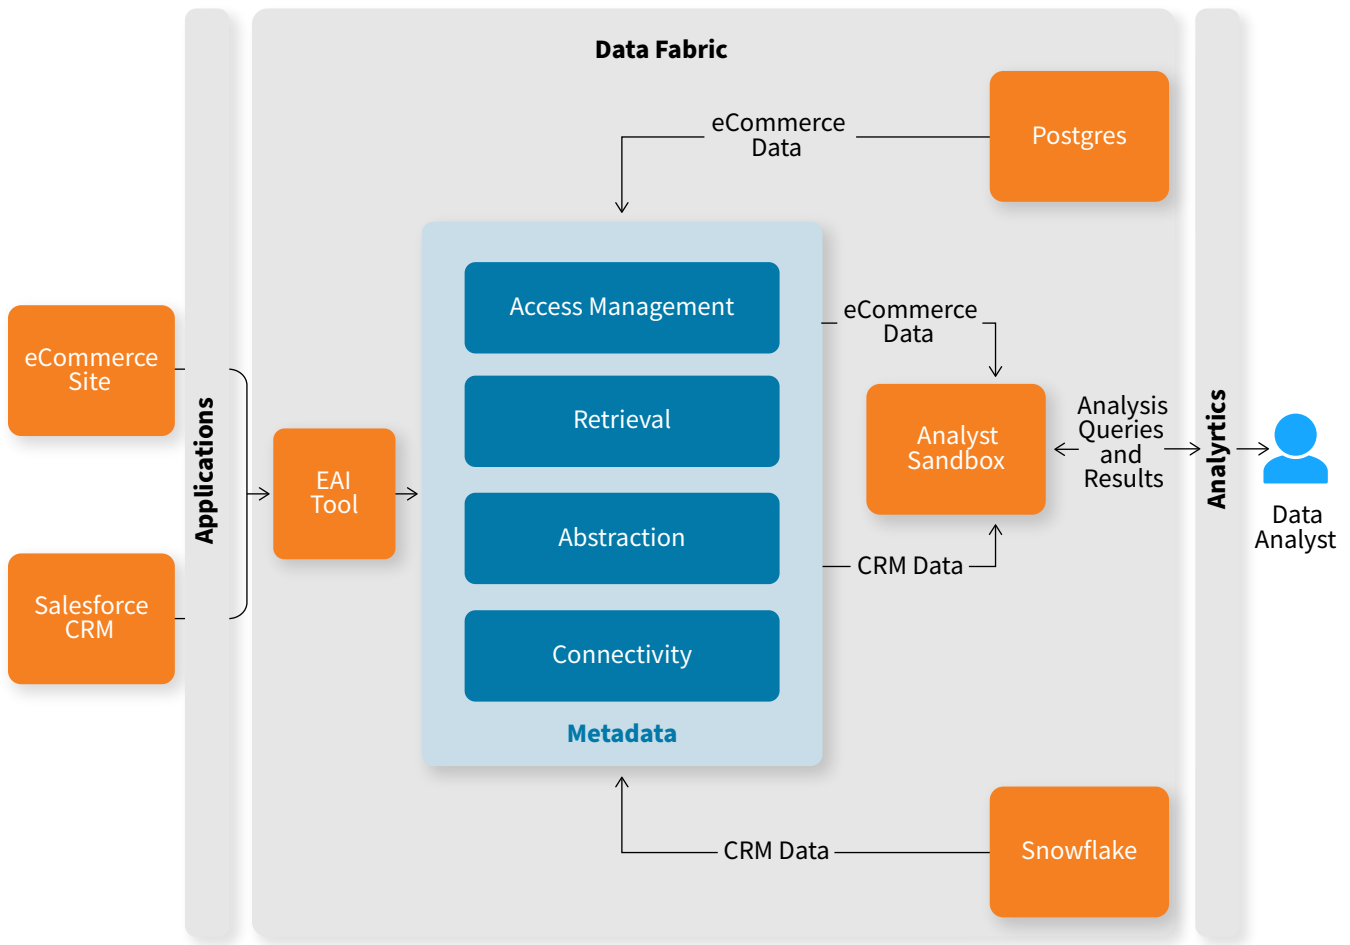 Data Fabric
eCommerce
Data
Postgres
Access Management
eCommerce
Data
eCommerce
Site
Retrieval
Applications
Analyst
Sandbox
Analysis
Queries
and
Results
Analyrtics
EAI
Tool
Data
Analyst
Abstraction
CRM Data
Salesforce
CRM
Connectivity
Metadata
CRM Data
Snowflake